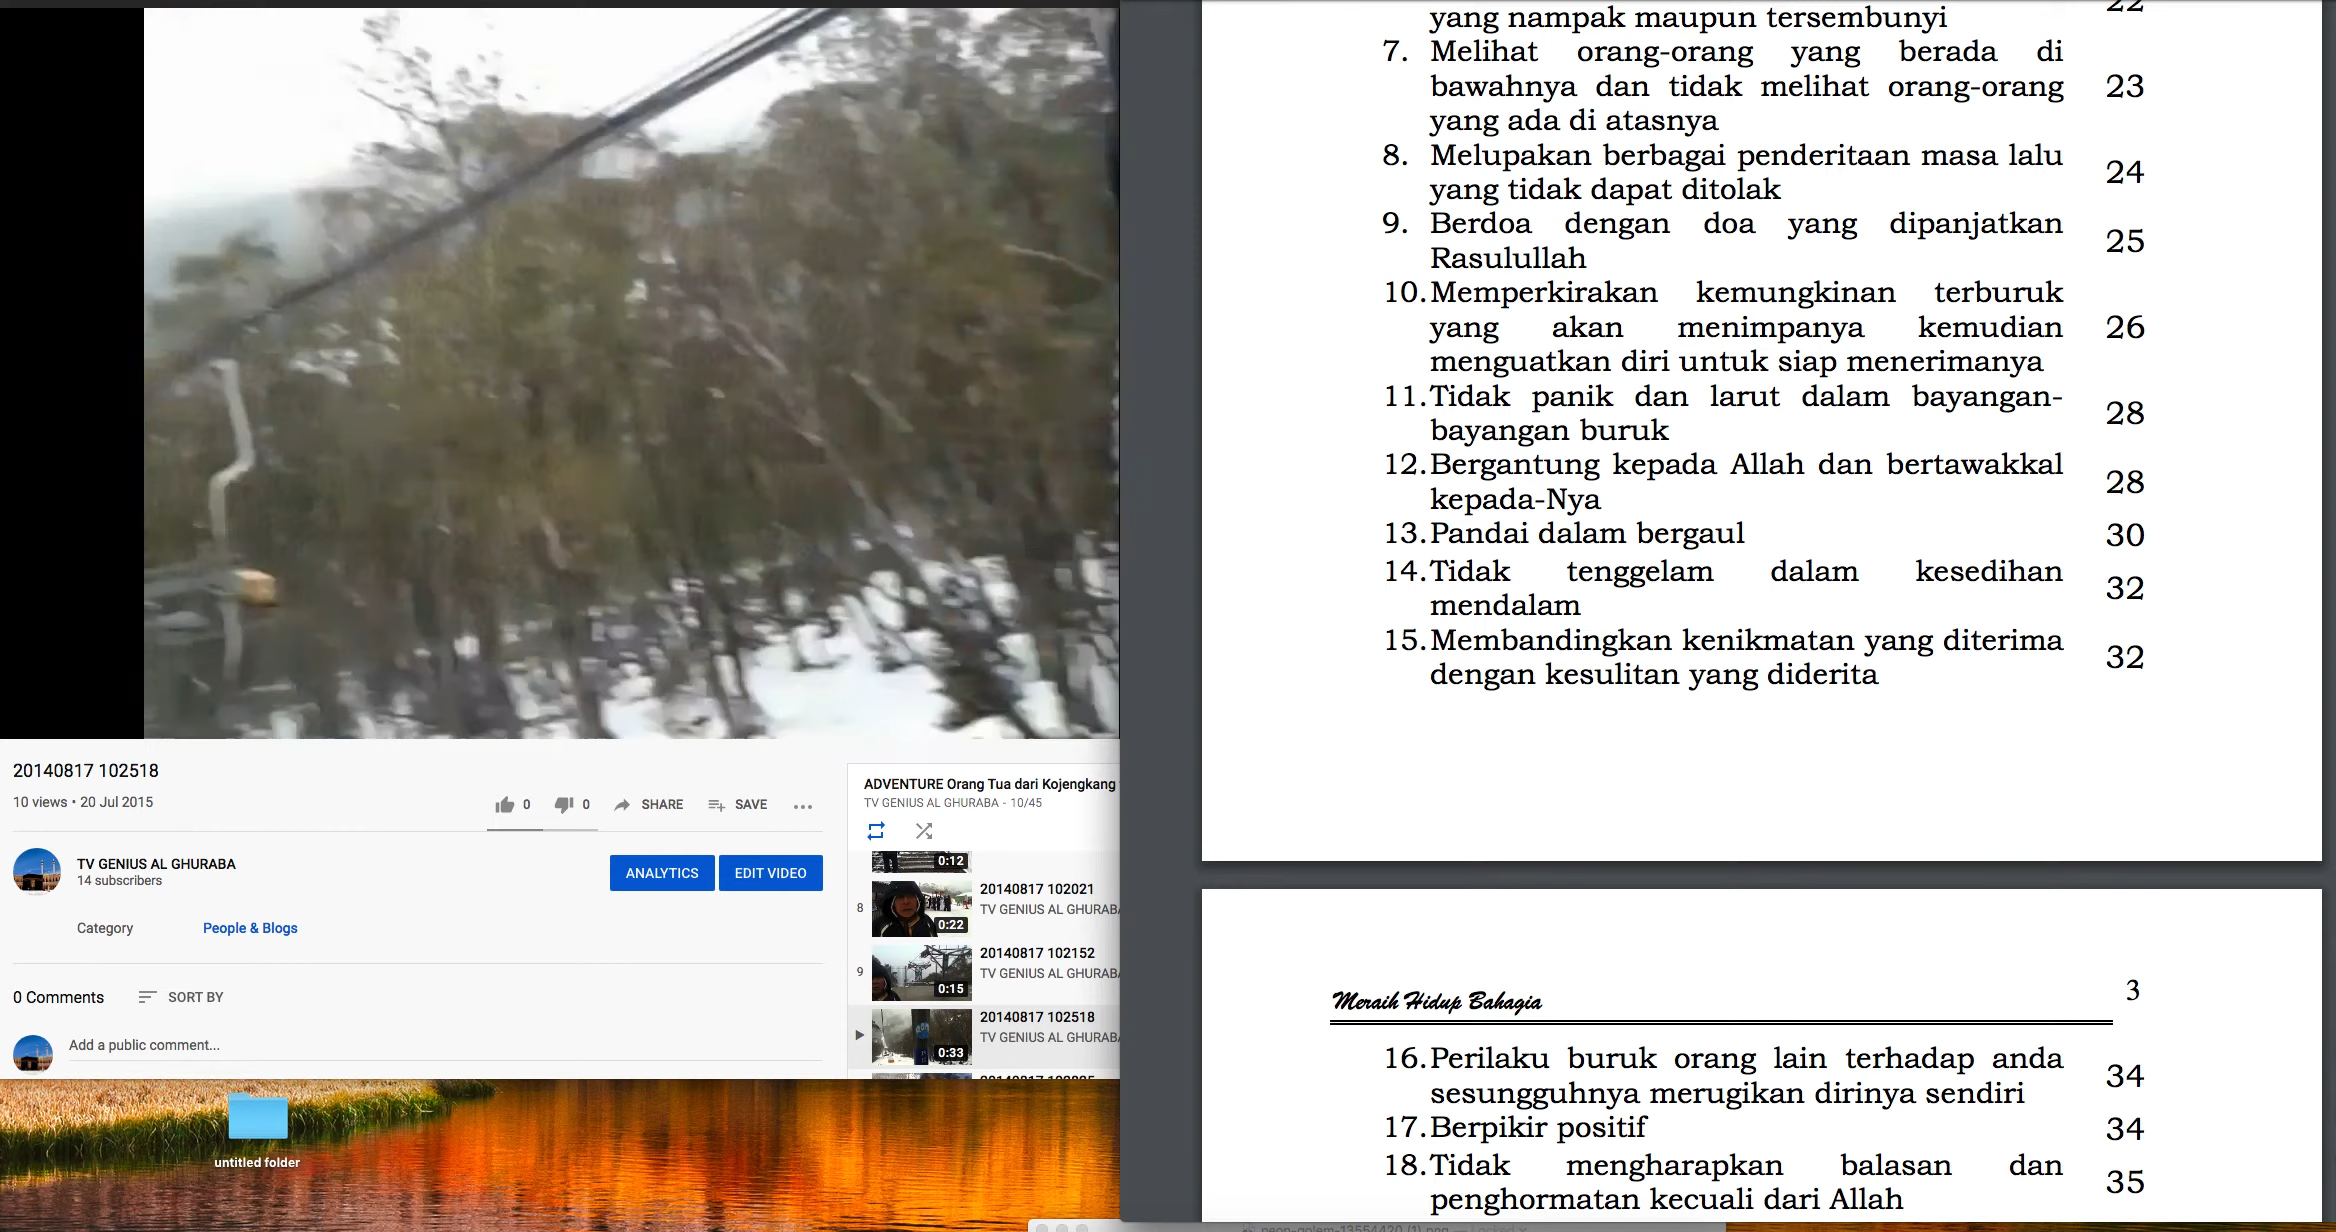 20140817 102518
10 views • 20 Jul 2015
0
0
SHARE
SAVE
TV GENIUS AL GHURABA
14 subscribers
ANALYTICS
EDIT VIDEO
Category
People & Blogs
0 Comments
SORT BY
Add a public comment...
ADVENTURE Orang Tua dari Kojengkang
TV GENIUS AL GHURABA - 10/45
0:12
8
0:22
20140817 102021
TV GENIUS AL GHURABA
9
0:15
20140817 102152
TV GENIUS AL GHURABA
0:33
20140817 102518
TV GENIUS AL GHURABA
untitled folder
yang nampak maupun tersembunyi 22
7. Melihat orang-orang yang berada di
bawahnya dan tidak melihat orang-orang 23
yang ada di atasnya
8. Melupakan berbagai penderitaan masa lalu
yang tidak dapat ditolak 24
9. Berdoa dengan doa yang dipanjatkan
Rasulullah 25
10. Memperkirakan kemungkinan terburuk
yang akan menimpanya kemudian 26
menguatkan diri untuk siap menerimanya
11. Tidak panik dan larut dalam bayangan-
bayangan buruk 28
12. Bergantung kepada Allah dan bertawakkal
kepada-Nya 28
13. Pandai dalam bergaul 30
14. Tidak tenggelam dalam kesedihan
mendalam 32
15. Membandingkan kenikmatan yang diterima
dengan kesulitan yang diderita 32
Meraih Hidup Bahagia 3
16. Perilaku buruk orang lain terhadap anda
sesungguhnya merugikan dirinya sendiri 34
17. Berpikir positif 34
18. Tidak mengharapkan balasan dan
penghormatan kecuali dari Allah 35